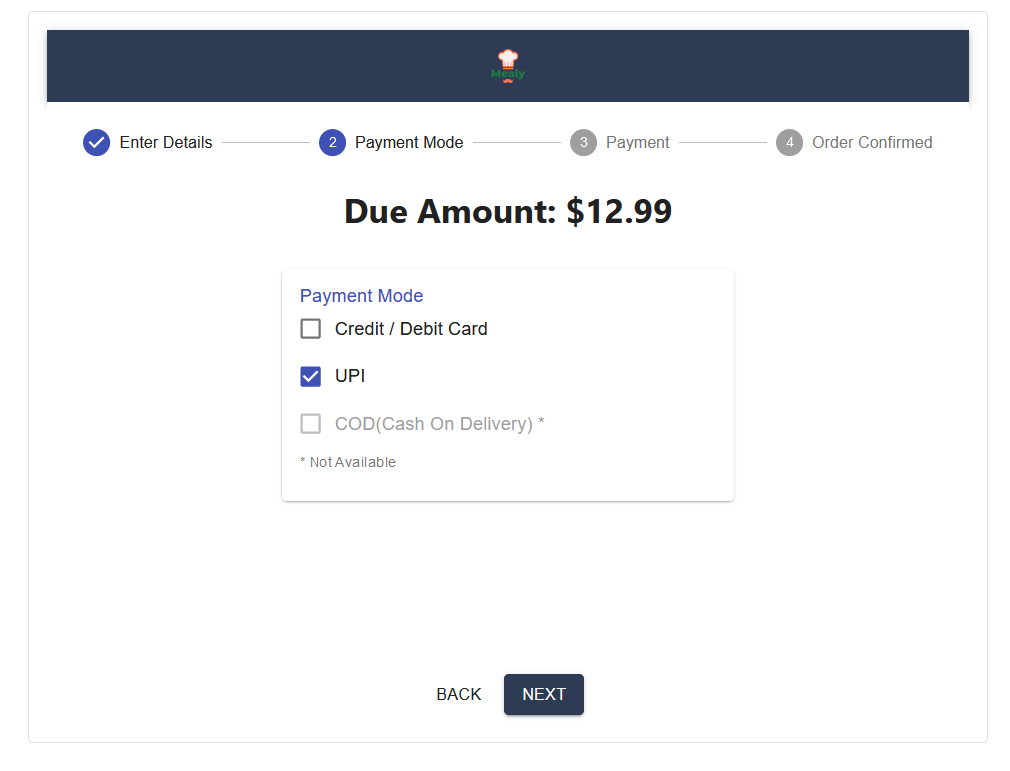 Mealy
Enter Details 2 Payment Mode 3 Payment 4 Order Confirmed
Due Amount: $12.99
Payment Mode
Credit / Debit Card
UPI
COD(Cash On Delivery) *
* Not Available
BACK NEXT